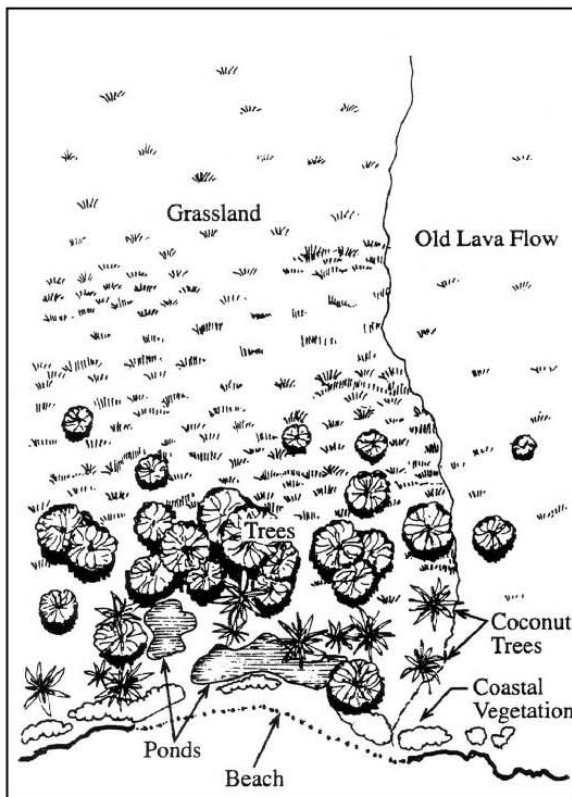 Grassland
Old Lava Flow
Trees
Coconut
Trees
Coastal
Vegetation
Ponds
Beach